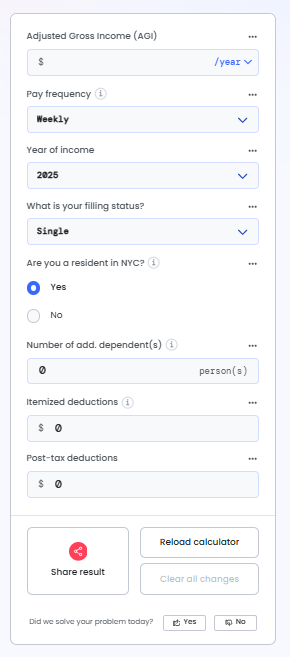 Adjusted Gross Income (AGI) ...
$ /year
Pay frequency i ...
Weekly
Year of income ...
2025
What is your filling status? ...
Single
Are you a resident in NYC? i ...
Yes
No
Number of add. dependent(s) i ...
0 person(s)
Itemized deductions i ...
$ 0
Post-tax deductions ...
$ 0
Share result
Reload calculator
Clear all changes
Did we solve your problem today? Yes No